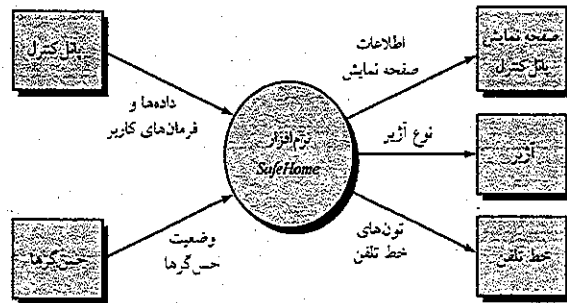 پانل کنترل
داده‌ها و
فرمان‌های کاربر
حس‌گرها
وضعیت
حس‌گرها
نرم‌افزار
SafeHome
اطلاعات
صفحه نمایش
صفحه نمایش
پانل کنترل
نوع آژیر
آژیر
تون‌های
خط تلفن
خط تلفن